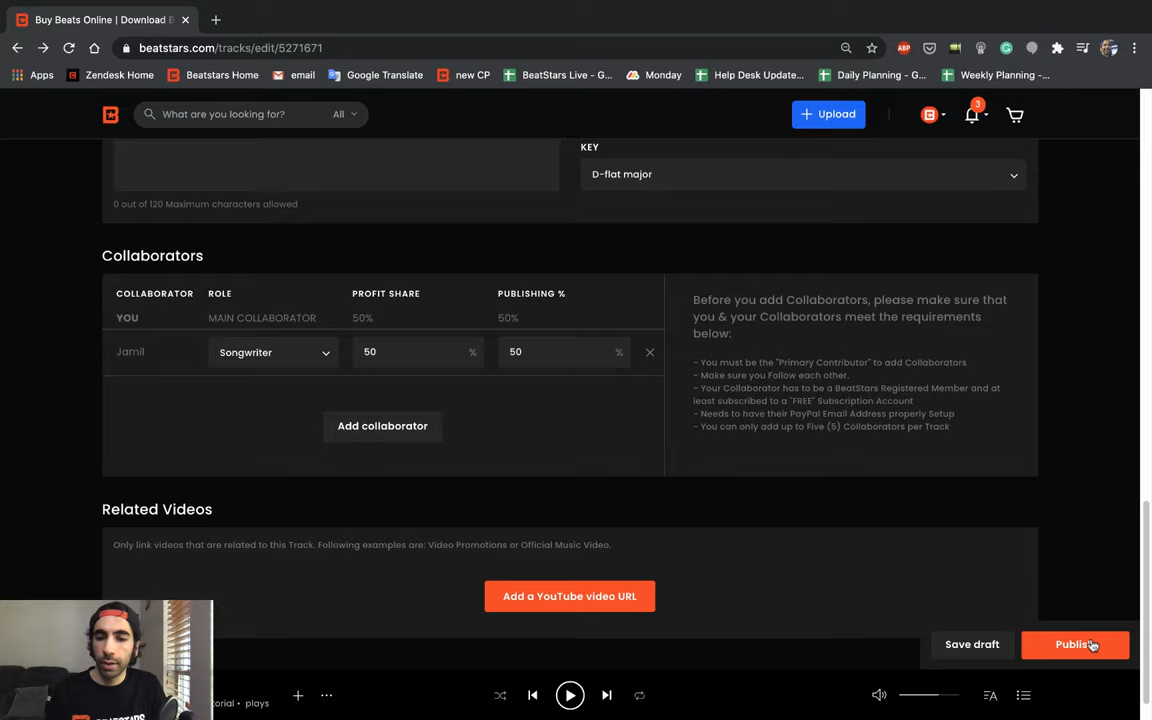 Buy Beats Online | Download B
beatstars.com/tracks/edit/5271671
Apps
Zendesk Home
Beatstars Home
email
Google Translate
new CP
BeatStars Live - G...
Monday
Help Desk Update...
Daily Planning - G...
Weekly Planning -...
What are you looking for?
All
Upload
3
KEY
D-flat major
0 out of 120 Maximum characters allowed
Collaborators
COLLABORATOR ROLE PROFIT SHARE PUBLISHING %
YOU MAIN COLLABORATOR 50% 50%
Jamil Songwriter 50 % 50 %
Add collaborator
Before you add Collaborators, please make sure that
you & your Collaborators meet the requirements
below:
- You must be the "Primary Contributor" to add Collaborators
- Make sure you Follow each other.
- Your Collaborator has to be a BeatStars Registered Member and at
least subscribed to a "FREE" Subscription Account
- Needs to have their PayPal Email Address properly Setup
- You can only add up to Five (5) Collaborators per Track
Related Videos
Only link videos that are related to this Track. Following examples are: Video Promotions or Official Music Video.
Add a YouTube video URL
Save draft
Publish
torial • plays
BEATSTARS